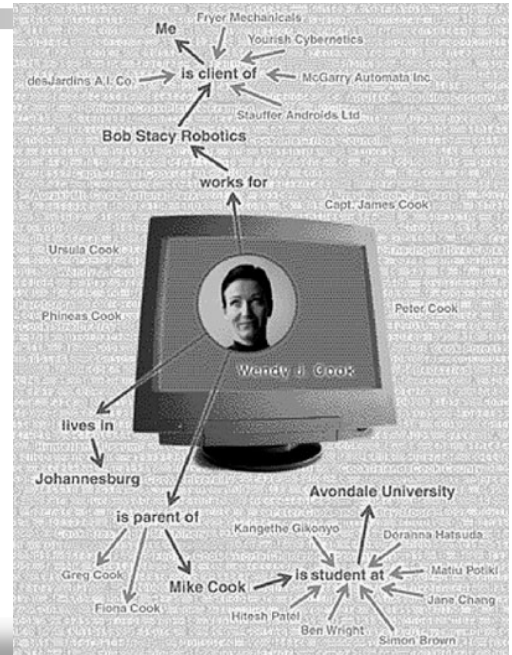 Fryer Mechanicals
Me
Yourish Cybernetics
desJardins A.I. Co.
is client of
McGarry Automata Inc
Stauffer Androids Ltd
Bob Stacy Robotics
works for
Capt. James Cook
Ursula Cook
Phineas Cook
Peter Cook
Wendy J. Cook
lives in
Johannesburg
Avondale University
is parent of
Kangethe Gikonyo
Doranna Hatsuda
Greg Cook
Mike Cook
is student at
Matiu Potiki
Fiona Cook
Jane Chang
Hitesh Patel
Ben Wright
Simon Brown